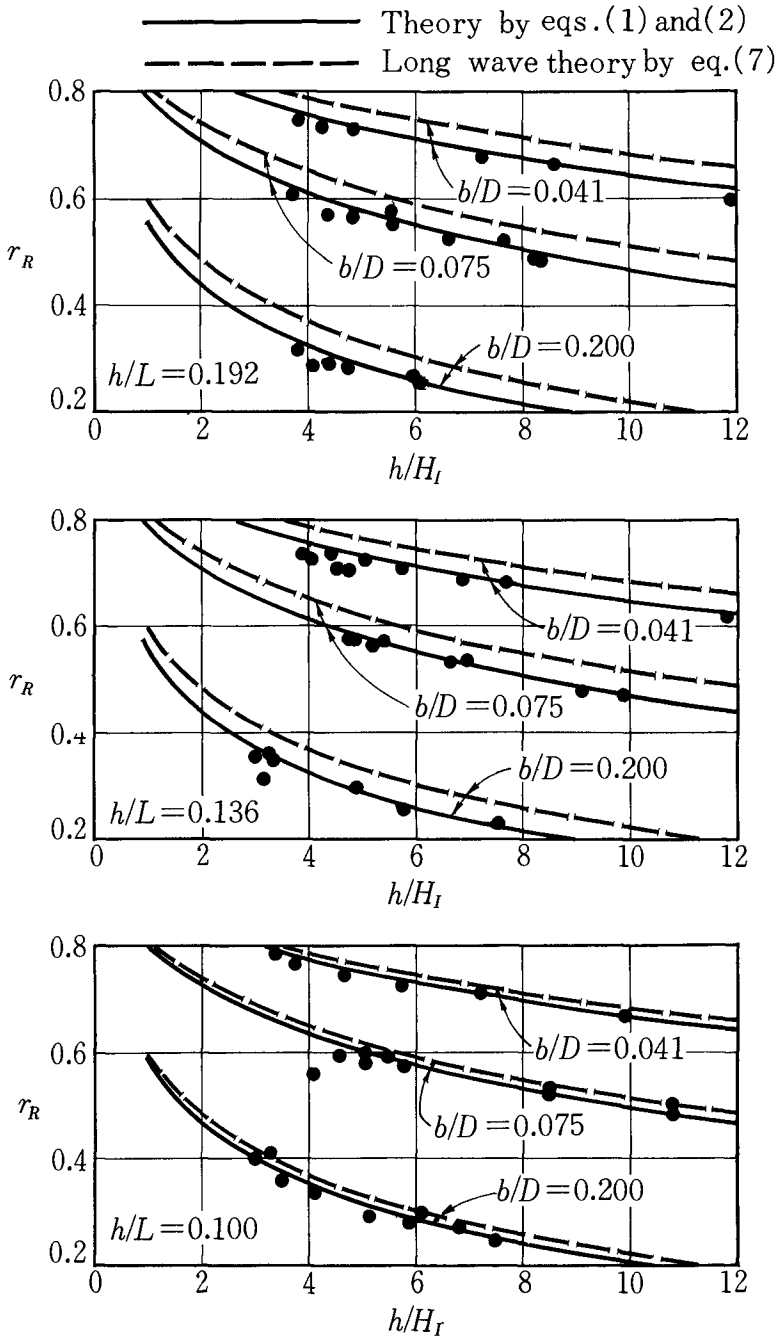 Theory by eqs.(1) and(2)
Long wave theory by eq.(7)
0.8
0.6
0.4
0.2
r_R
b/D=0.041
b/D=0.075
b/D=0.200
h/L=0.192
0 2 4 6 8 10 12
h/H_I
0.8
0.6
0.4
0.2
r_R
b/D=0.041
b/D=0.075
b/D=0.200
h/L=0.136
0 2 4 6 8 10 12
h/H_I
0.8
0.6
0.4
0.2
r_R
b/D=0.041
b/D=0.075
b/D=0.200
h/L=0.100
0 2 4 6 8 10 12
h/H_I